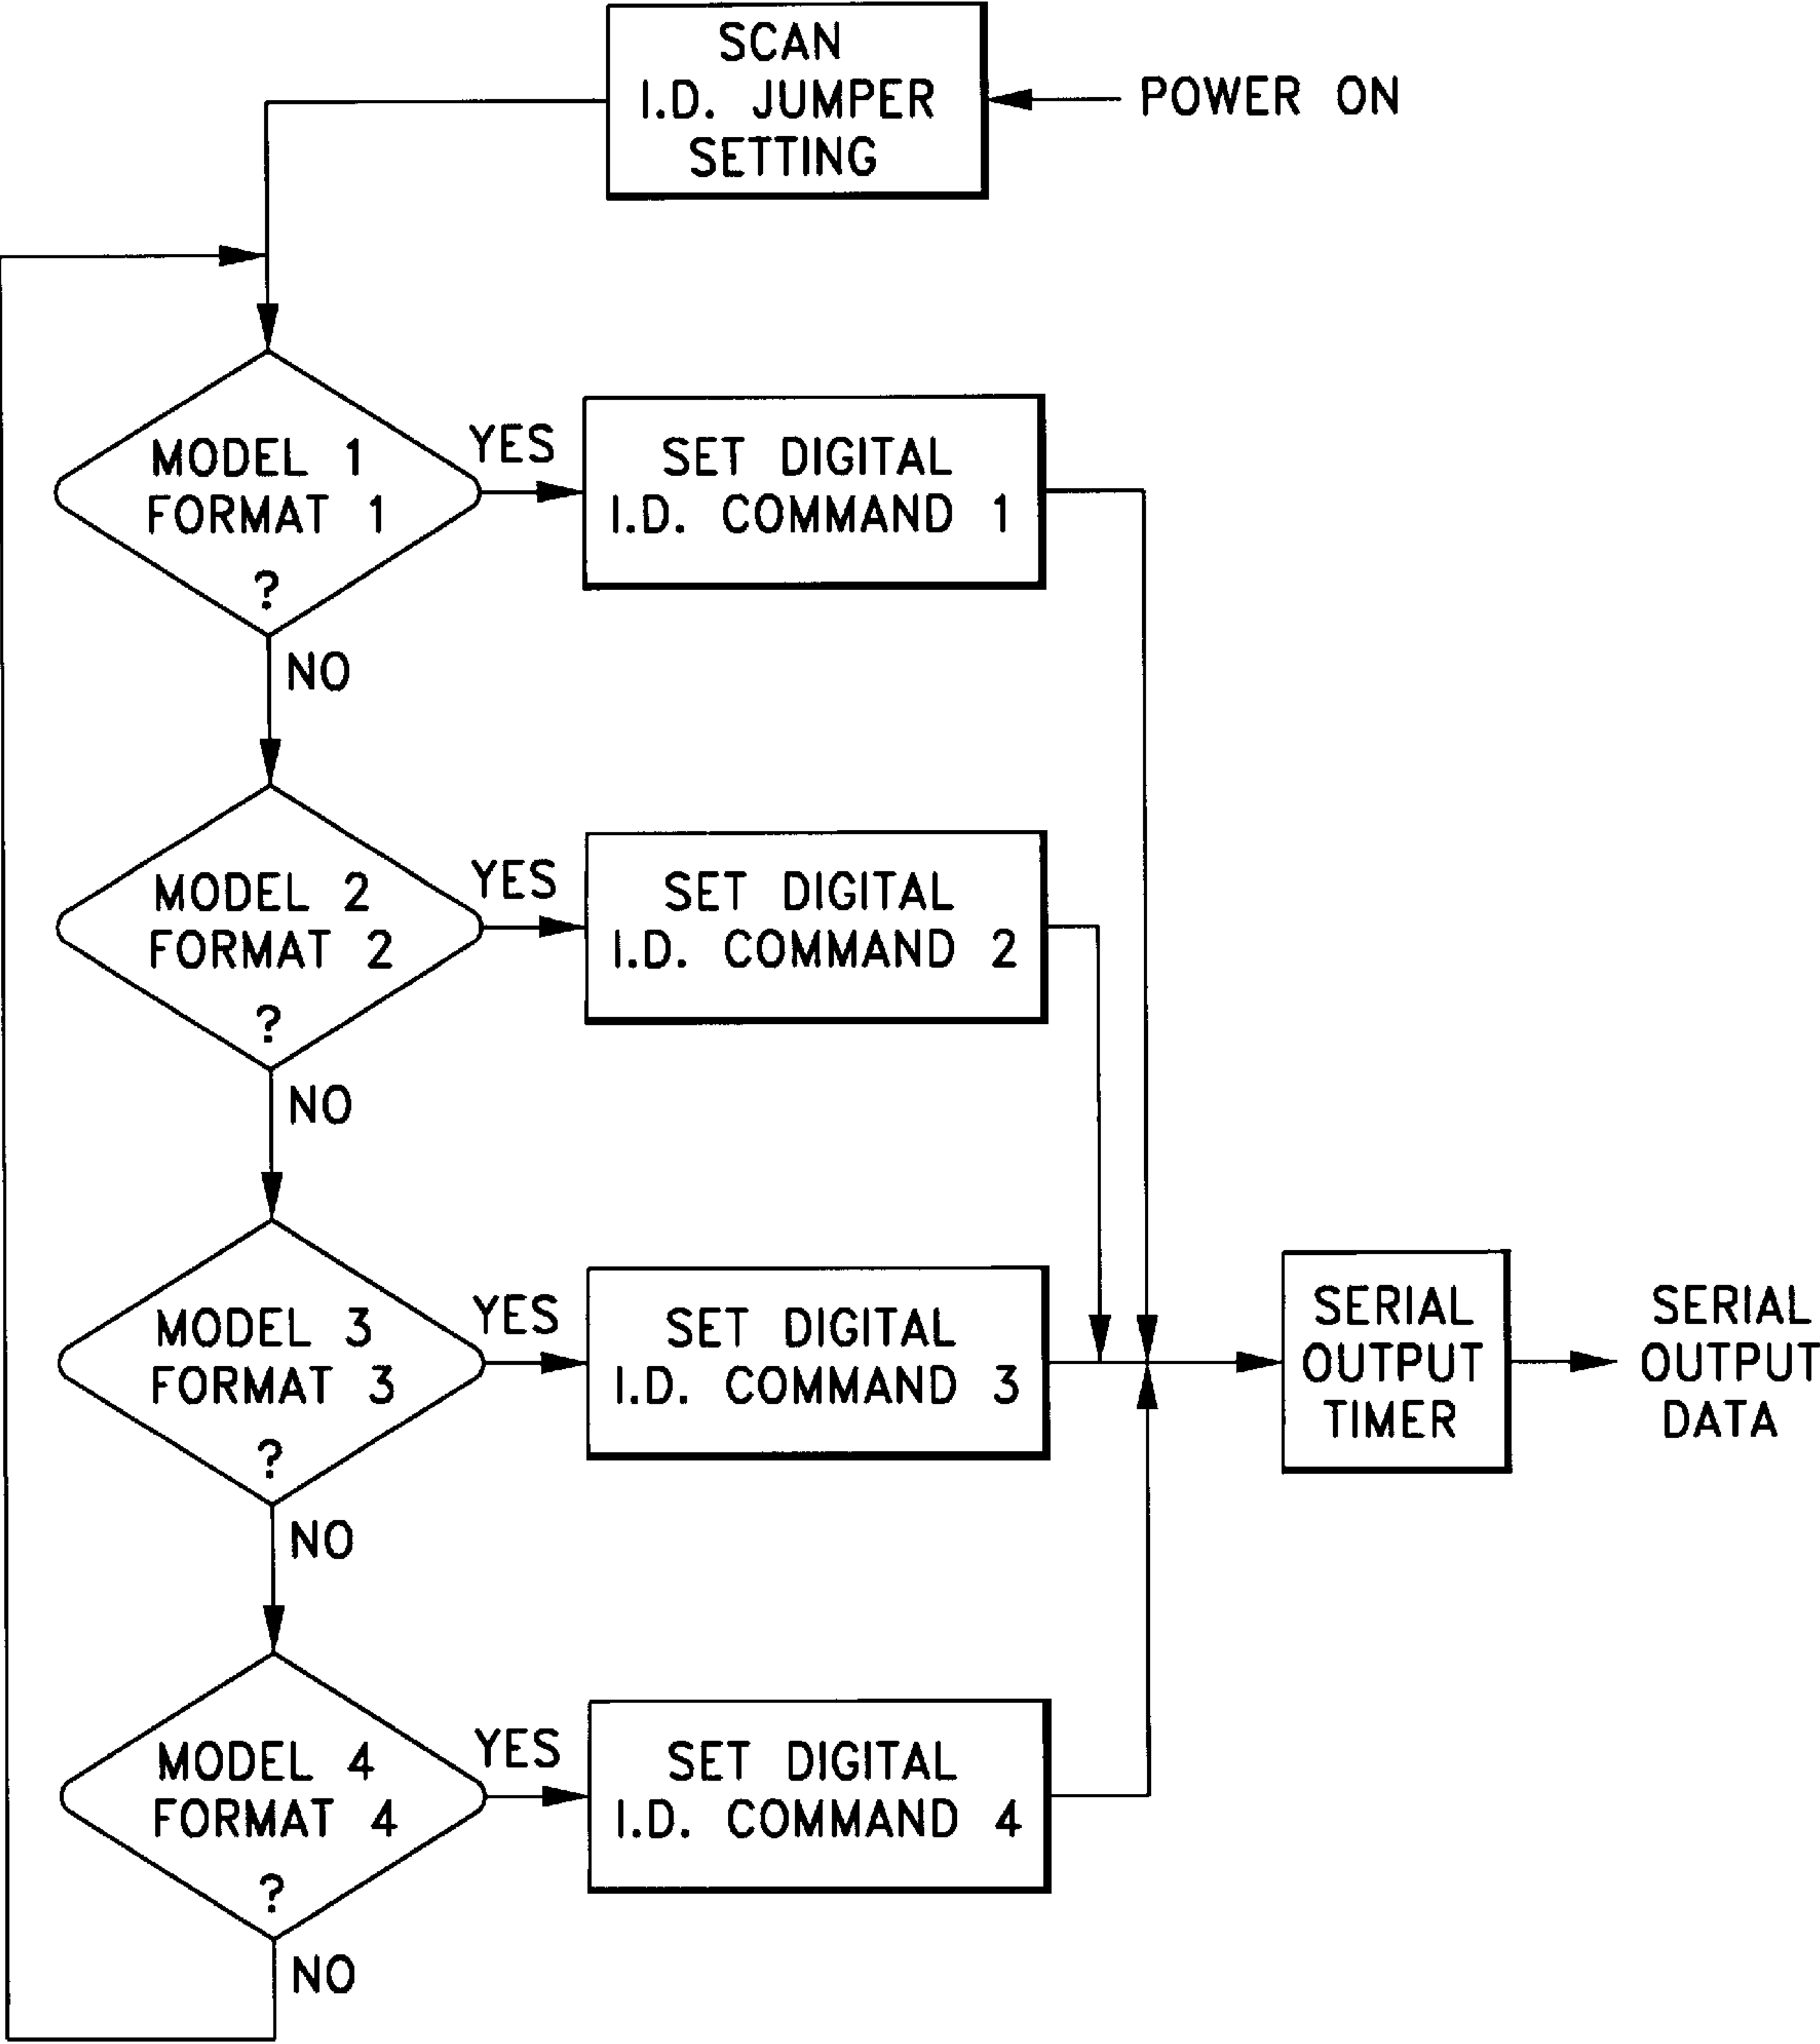 SCAN
I.D. JUMPER
SETTING
POWER ON
MODEL 1
FORMAT 1
?
YES
SET DIGITAL
I.D. COMMAND 1
NO
MODEL 2
FORMAT 2
?
YES
SET DIGITAL
I.D. COMMAND 2
NO
MODEL 3
FORMAT 3
?
YES
SET DIGITAL
I.D. COMMAND 3
SERIAL
OUTPUT
TIMER
SERIAL
OUTPUT
DATA
NO
MODEL 4
FORMAT 4
?
YES
SET DIGITAL
I.D. COMMAND 4
NO